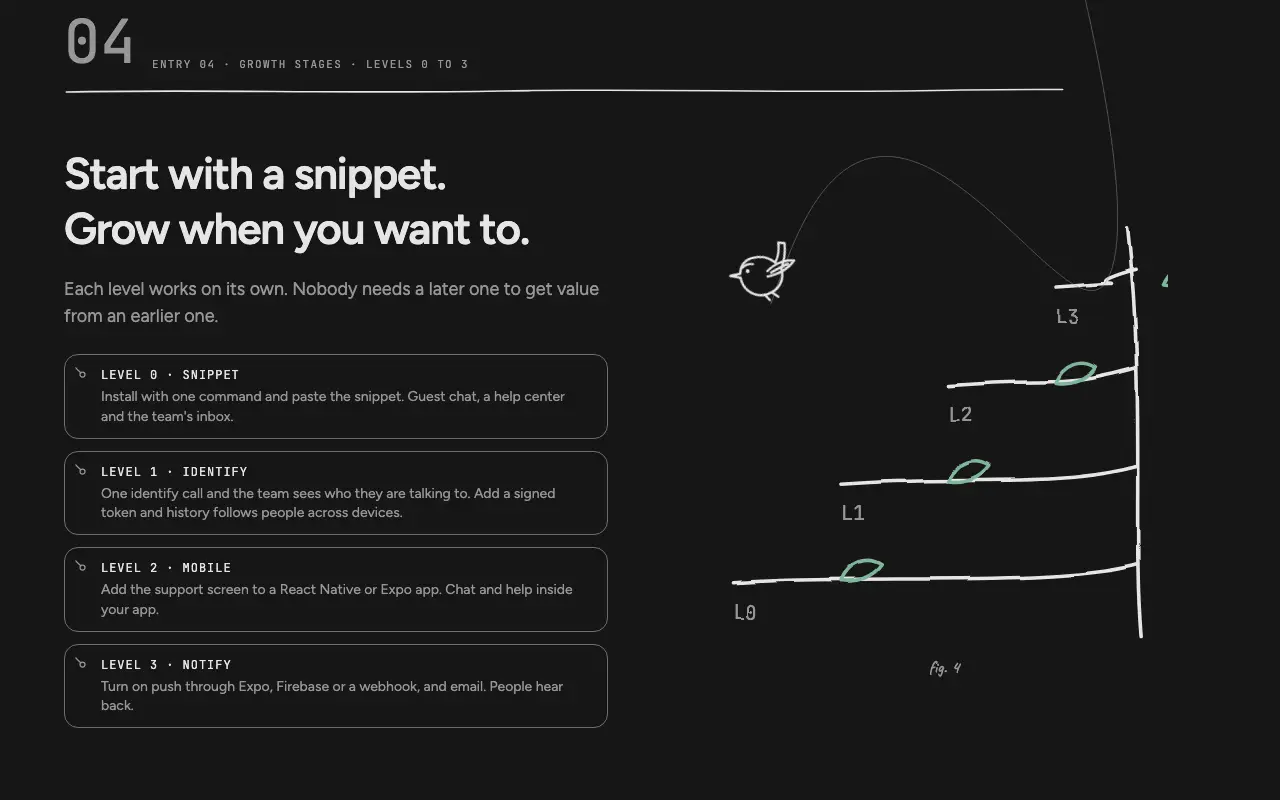 04
ENTRY 04 · GROWTH STAGES · LEVELS 0 TO 3
Start with a snippet.
Grow when you want to.
Each level works on its own. Nobody needs a later one to get value
from an earlier one.
LEVEL 0 · SNIPPET
Install with one command and paste the snippet. Guest chat, a help center
and the team's inbox.
LEVEL 1 · IDENTIFY
One identify call and the team sees who they are talking to. Add a signed
token and history follows people across devices.
LEVEL 2 · MOBILE
Add the support screen to a React Native or Expo app. Chat and help inside
your app.
LEVEL 3 · NOTIFY
Turn on push through Expo, Firebase or a webhook, and email. People hear
back.
L3
L2
L1
L0
fig. 4